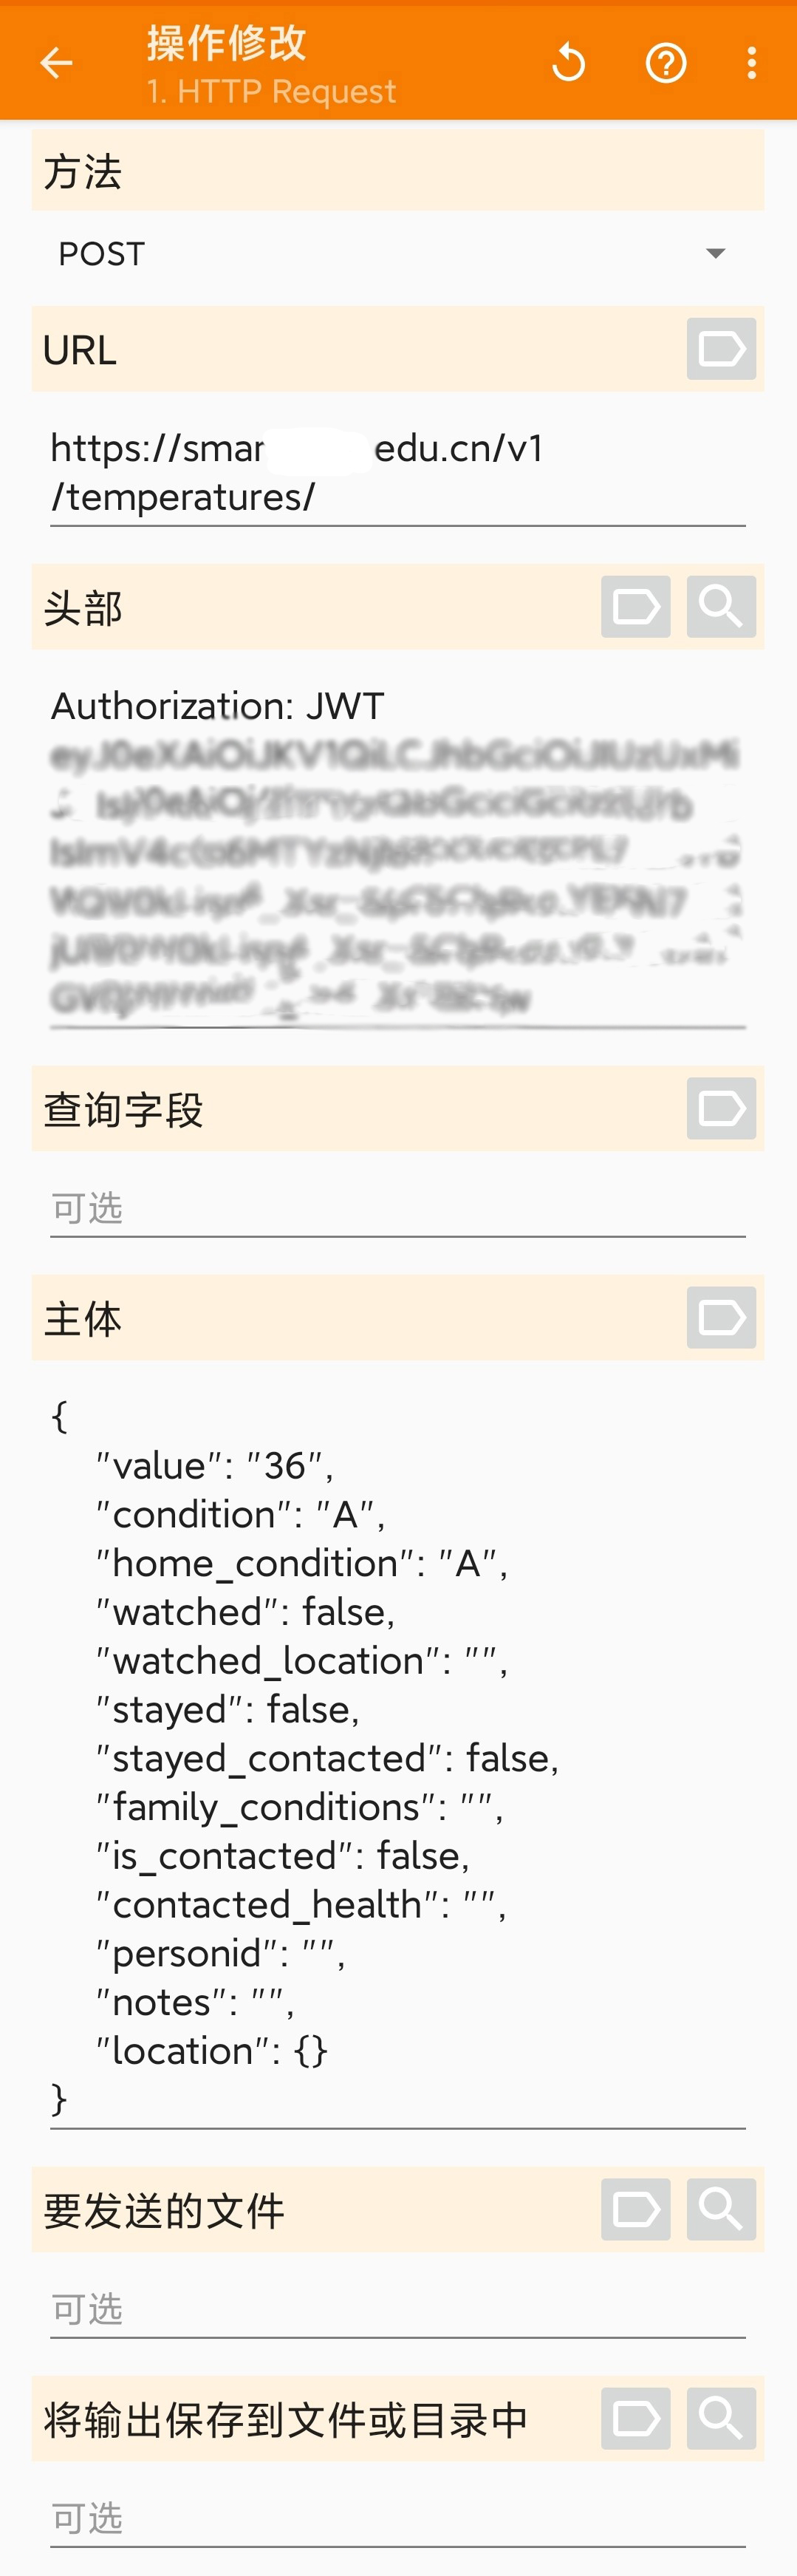 操作修改
1. HTTP Request
方法
POST
URL
https://smar edu.cn/v1
/temperatures/
头部
Authorization: JWT
查询字段
可选
主体
{
"value": "36",
"condition": "A",
"home_condition": "A",
"watched": false,
"watched_location": "",
"stayed": false,
"stayed_contacted": false,
"family_conditions": "",
"is_contacted": false,
"contacted_health": "",
"personid": "",
"notes": "",
"location": {}
}
要发送的文件
可选
将输出保存到文件或目录中
可选